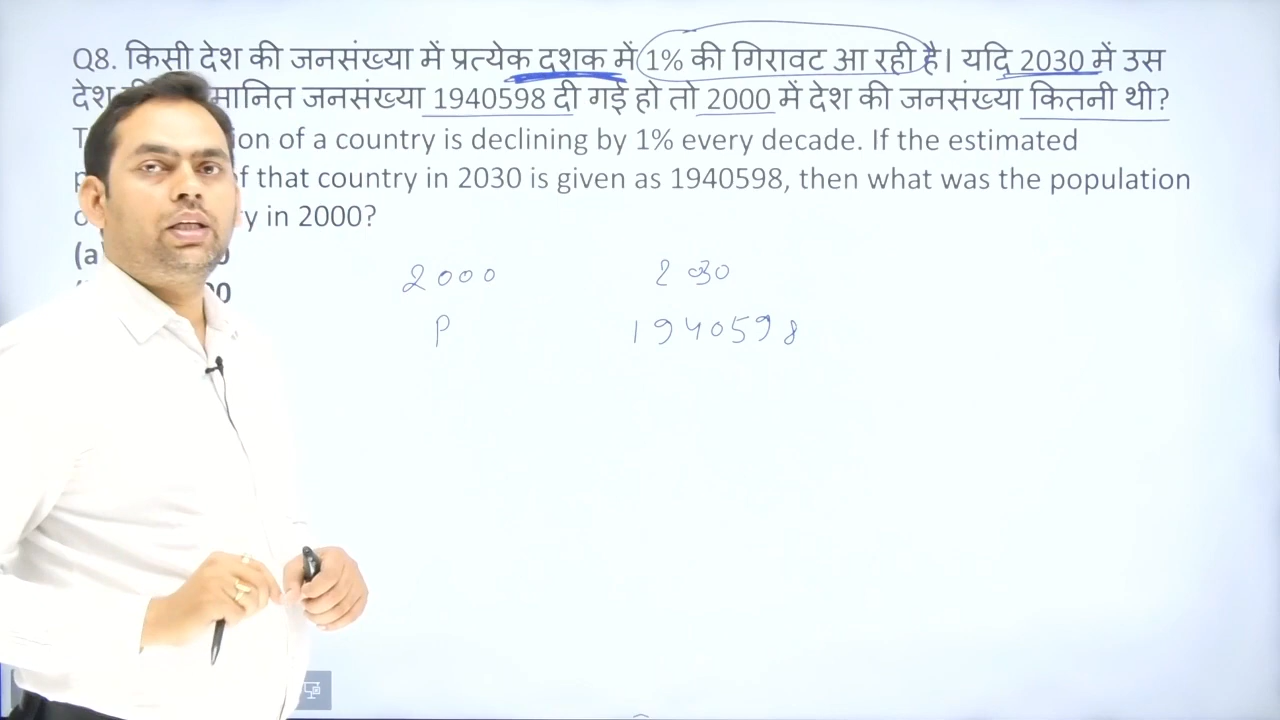 Q8. किसी देश की जनसंख्या में प्रत्येक दशक में 1% की गिरावट आ रही है। यदि 2030 में उस
देश जनसंख्या 1940598 दी गई हो तो 2000 में देश की जनसंख्या कितनी थी?
of a country is declining by 1% every decade. If the estimated
that country in 2030 is given as 1940598, then what was the population
in 2000?
(a)
2000 2030
P 1940598